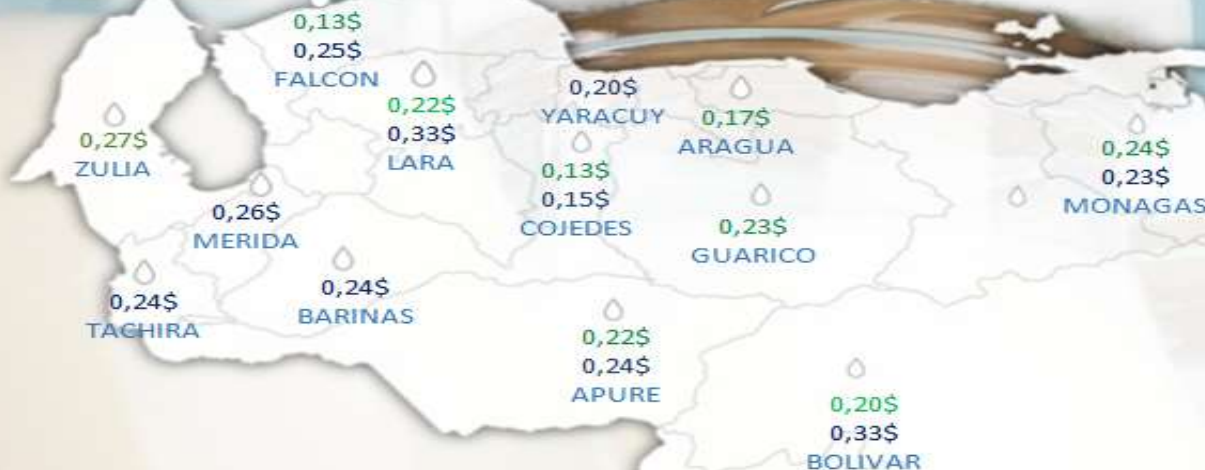 0,13$
0,25$
FALCON
0,22$
0,33$
LARA
0,20$
YARACUY
0,17$
ARAGUA
0,27$
ZULIA
0,13$
0,15$
COJEDES
0,24$
0,23$
MONAGAS
0,26$
MERIDA
0,23$
GUARICO
0,24$
TACHIRA
0,24$
BARINAS
0,22$
0,24$
APURE
0,20$
0,33$
BOLIVAR